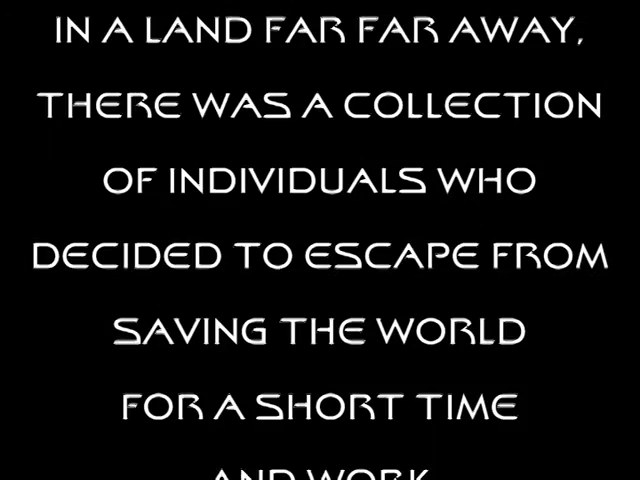 IN A LAND FAR FAR AWAY,
THERE WAS A COLLECTION
OF INDIVIDUALS WHO
DECIDED TO ESCAPE FROM
SAVING THE WORLD
FOR A SHORT TIME
AND WORK